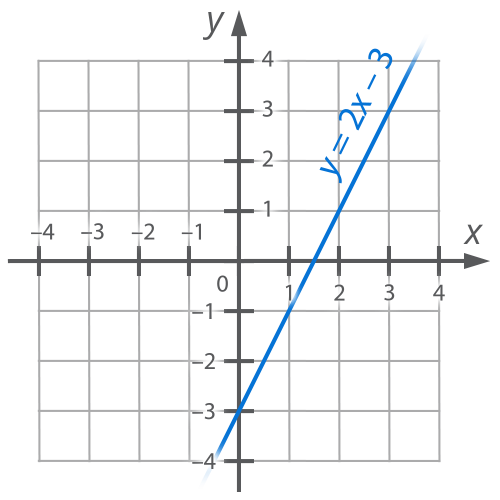 y
4
y = 2x – 3
3
2
1
–4 –3 –2 –1
x
0
1 2 3 4
–1
–2
–3
–4